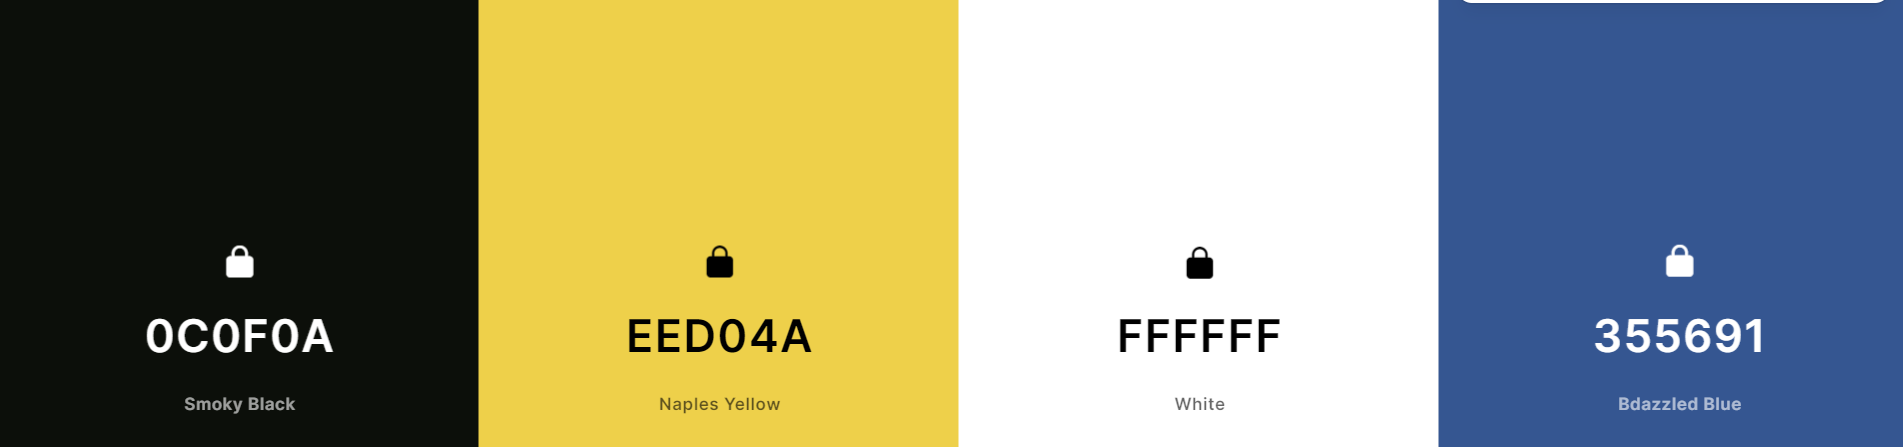 0C0F0A
Smoky Black
EED04A
Naples Yellow
FFFFFF
White
355691
Bdazzled Blue